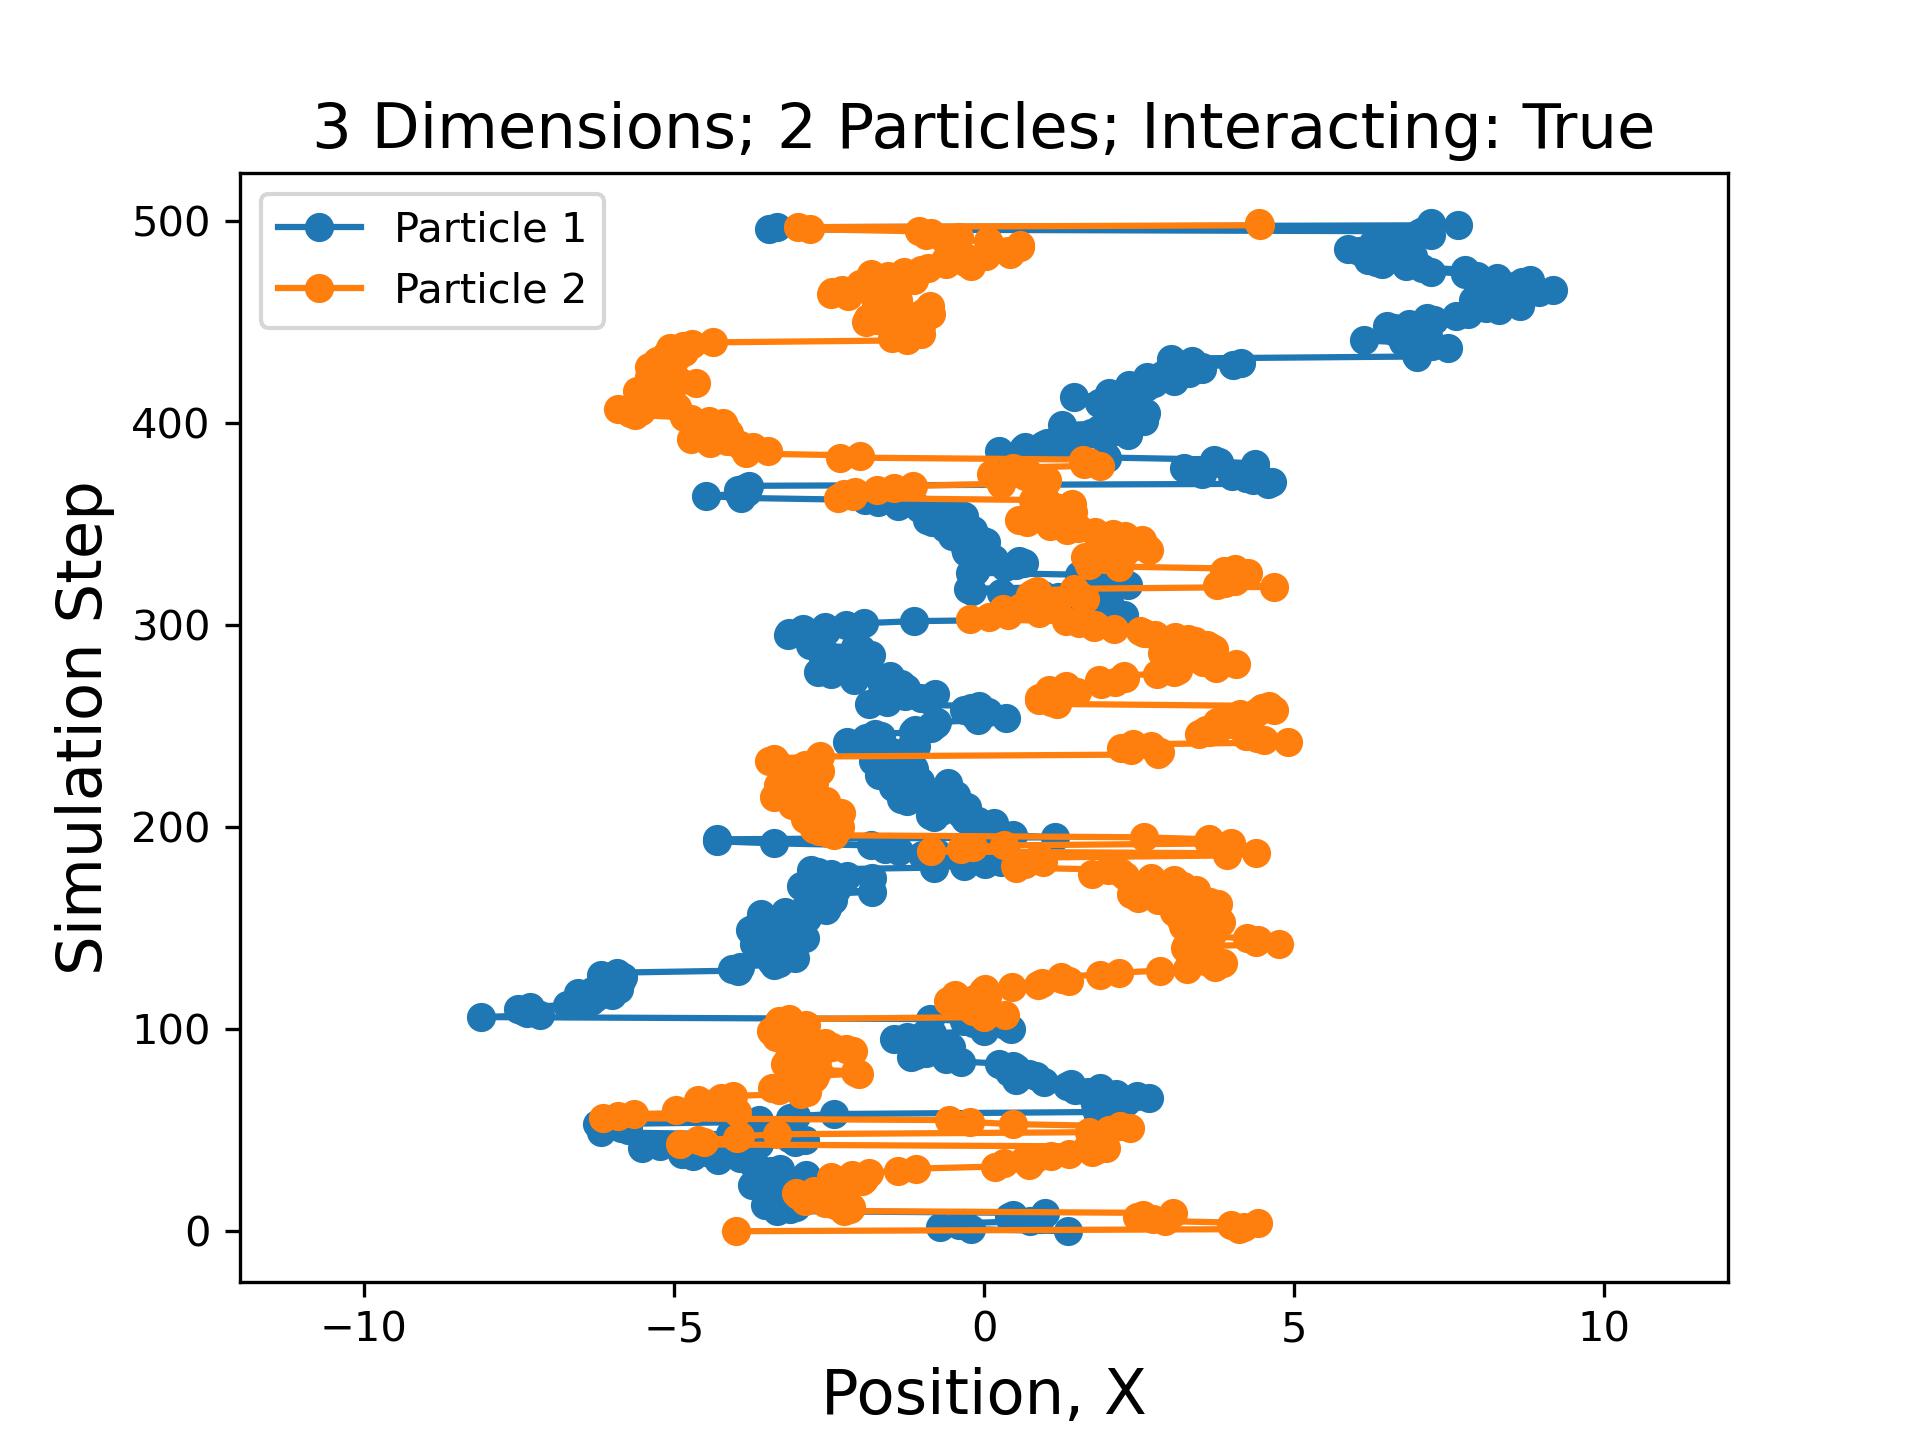 3 Dimensions; 2 Particles; Interacting: True
Particle 1
Particle 2
Simulation Step
500
400
300
200
100
0
−10
−5
0
5
10
Position, X